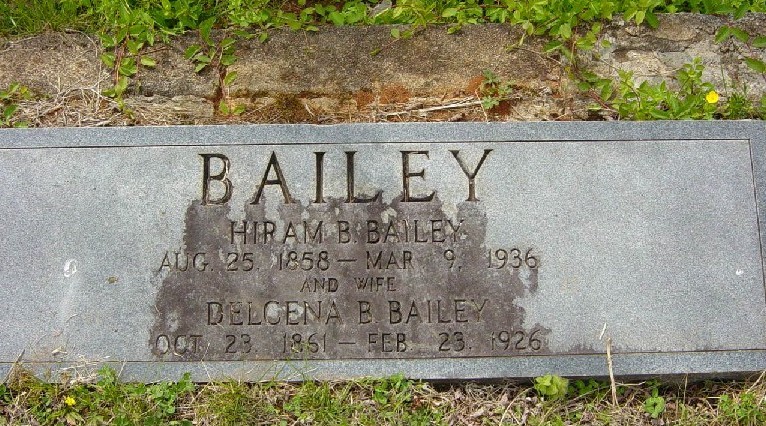 BAILEY
HIRAM B. BAILEY
AUG. 25, 1858 — MAR. 9, 1936
AND WIFE
DELCENA B. BAILEY
OCT. 23, 1861 — FEB. 23, 1926